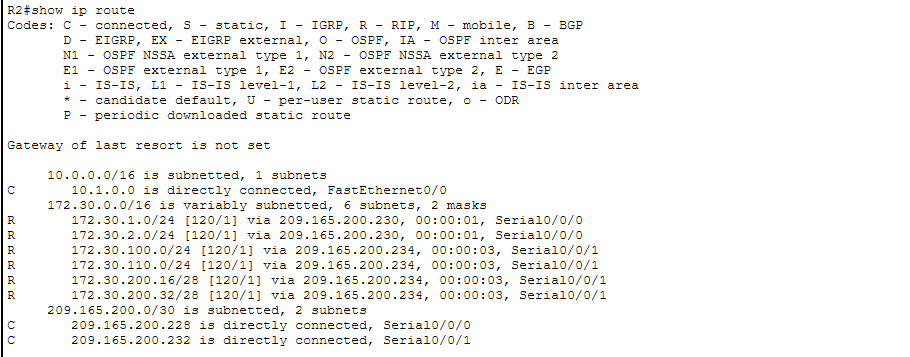 R2#show ip route
Codes: C - connected, S - static, I - IGRP, R - RIP, M - mobile, B - BGP
       D - EIGRP, EX - EIGRP external, O - OSPF, IA - OSPF inter area
       N1 - OSPF NSSA external type 1, N2 - OSPF NSSA external type 2
       E1 - OSPF external type 1, E2 - OSPF external type 2, E - EGP
       i - IS-IS, L1 - IS-IS level-1, L2 - IS-IS level-2, ia - IS-IS inter area
       * - candidate default, U - per-user static route, o - ODR
       P - periodic downloaded static route

Gateway of last resort is not set

     10.0.0.0/16 is subnetted, 1 subnets
C       10.1.0.0 is directly connected, FastEthernet0/0
     172.30.0.0/16 is variably subnetted, 6 subnets, 2 masks
R       172.30.1.0/24 [120/1] via 209.165.200.230, 00:00:01, Serial0/0/0
R       172.30.2.0/24 [120/1] via 209.165.200.230, 00:00:01, Serial0/0/0
R       172.30.100.0/24 [120/1] via 209.165.200.234, 00:00:03, Serial0/0/1
R       172.30.110.0/24 [120/1] via 209.165.200.234, 00:00:03, Serial0/0/1
R       172.30.200.16/28 [120/1] via 209.165.200.234, 00:00:03, Serial0/0/1
R       172.30.200.32/28 [120/1] via 209.165.200.234, 00:00:03, Serial0/0/1
     209.165.200.0/30 is subnetted, 2 subnets
C       209.165.200.228 is directly connected, Serial0/0/0
C       209.165.200.232 is directly connected, Serial0/0/1